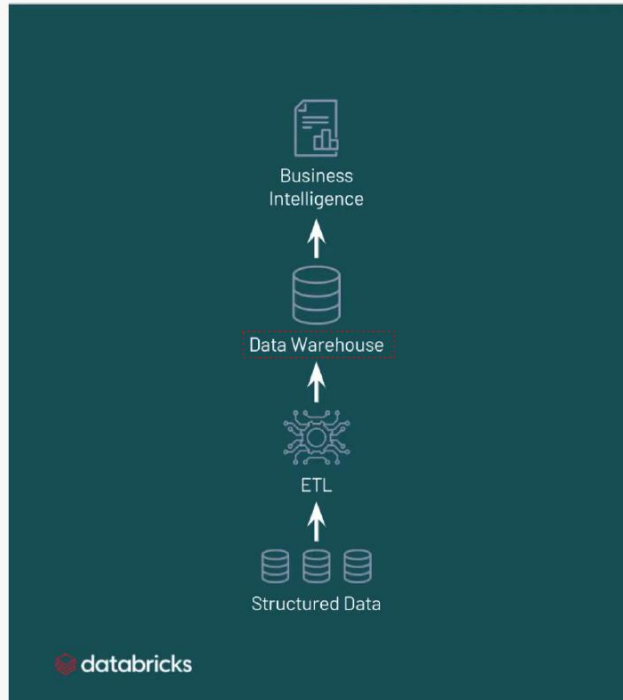 Business
Intelligence
Data Warehouse
ETL
Structured Data
databricks